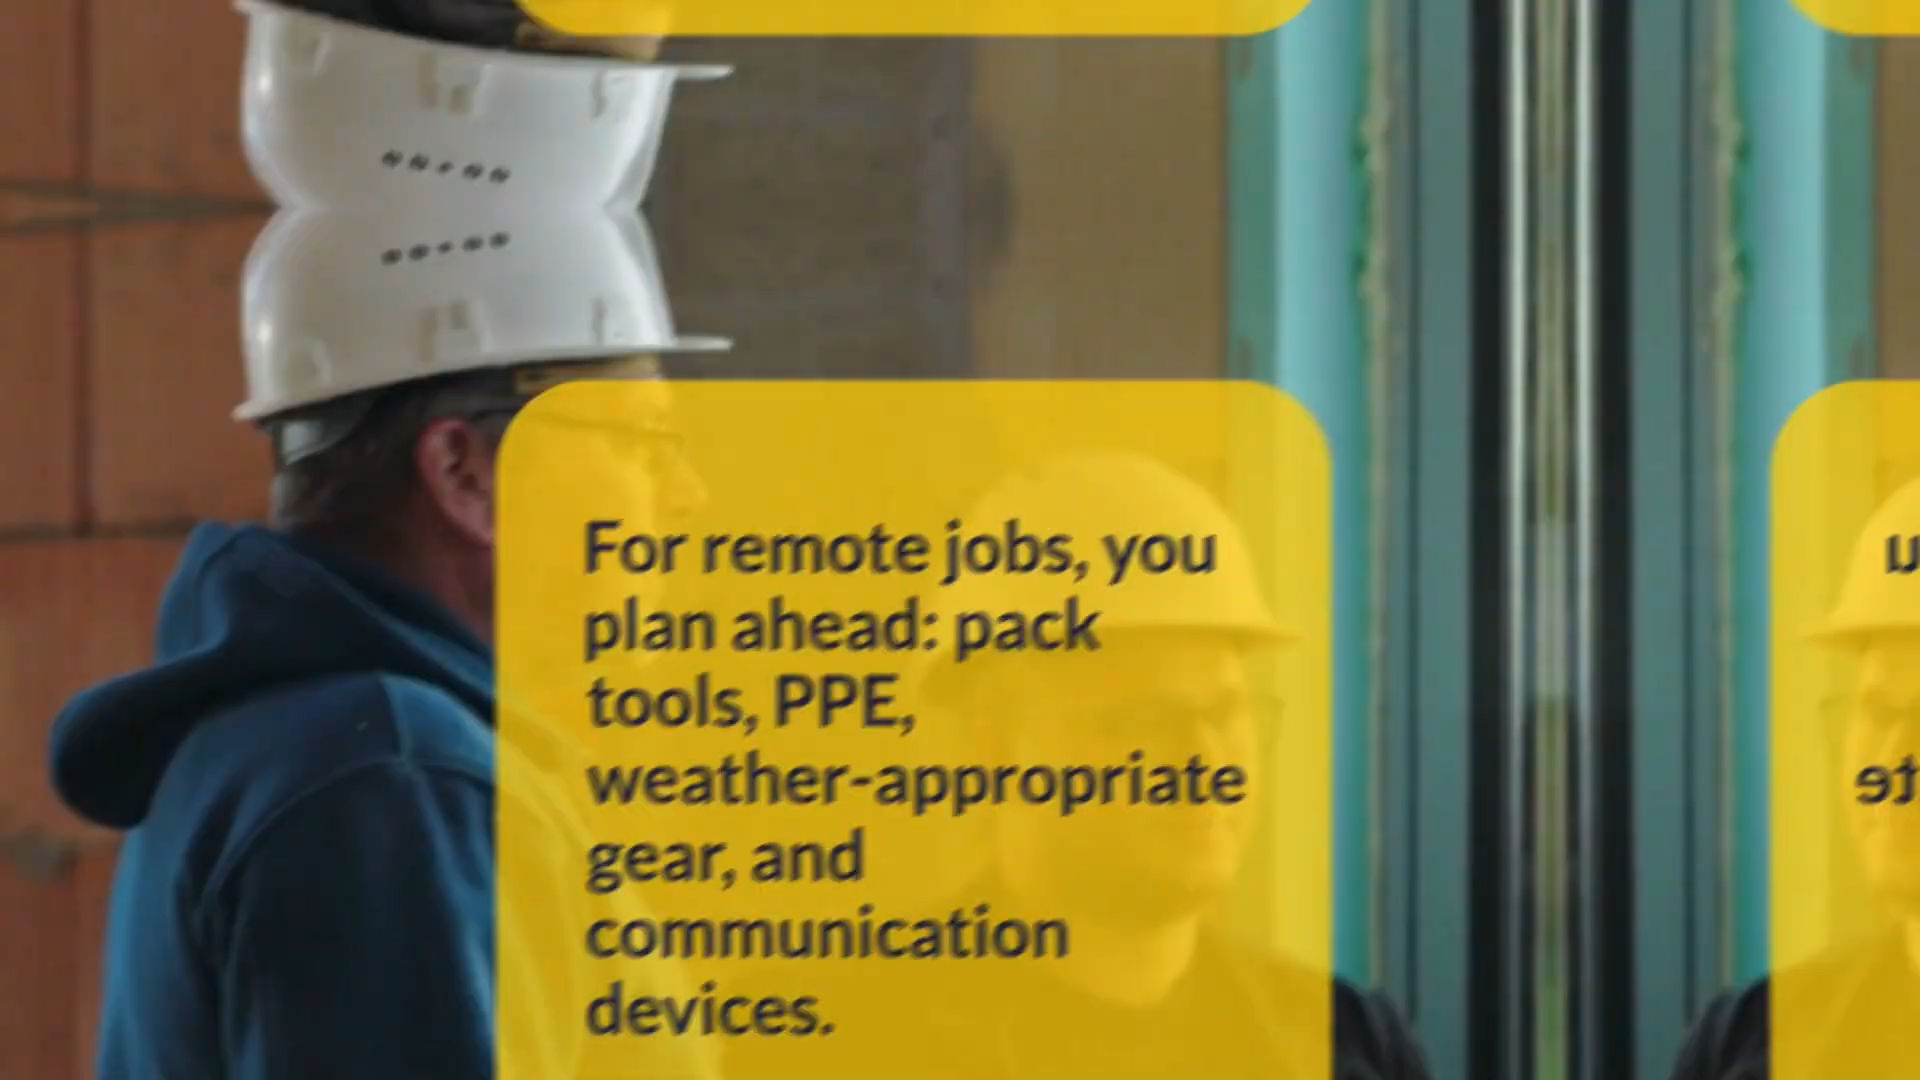 For remote jobs, you
plan ahead: pack
tools, PPE,
weather-appropriate
gear, and
communication
devices.